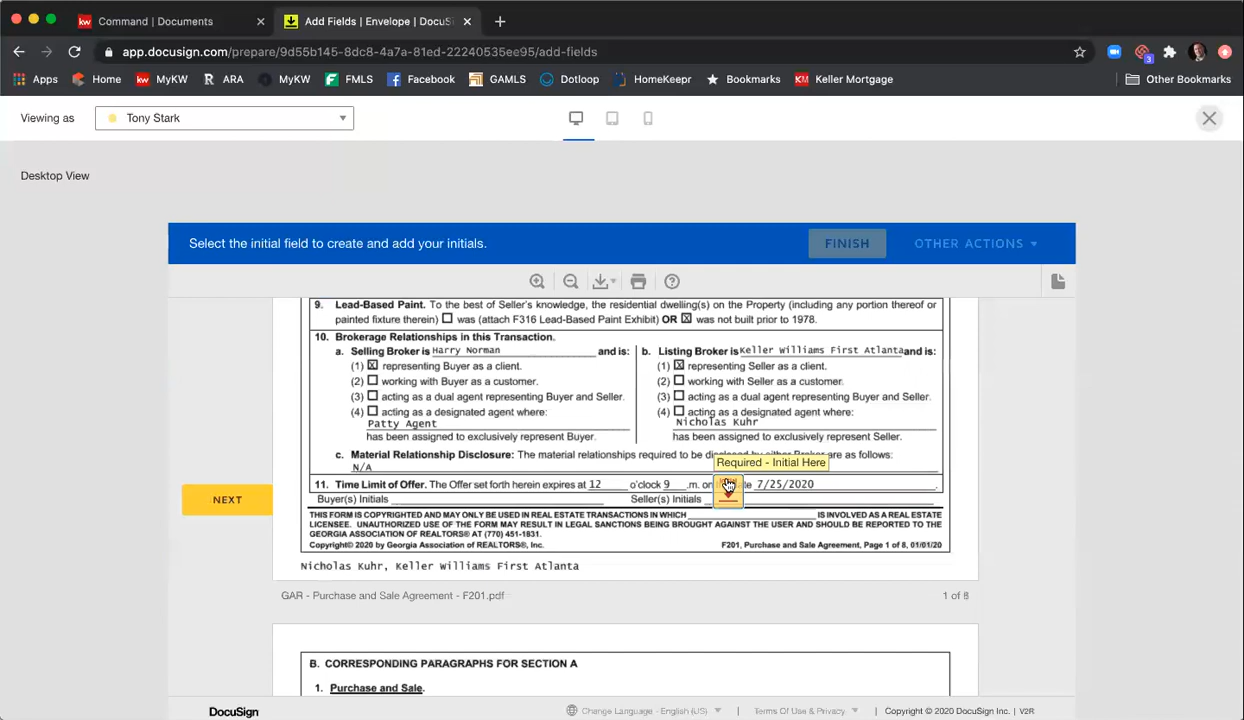 Command | Documents
Add Fields | Envelope | DocuSi
app.docusign.com/prepare/9d55b145-8dc8-4a7a-81ed-22240535ee95/add-fields
3
Apps kw Home MyKW R ARA MyKW FMLS Facebook GAMLS Dotloop HomeKeepr Bookmarks KM Keller Mortgage Other Bookmarks
Viewing as Tony Stark
Desktop View
Select the initial field to create and add your initials. FINISH OTHER ACTIONS
9. Lead-Based Paint. To the best of Seller's knowledge, the residential dwelling(s) on the Property (including any portion thereof or
painted fixture therein) was (attach F316 Lead-Based Paint Exhibit) OR X was not built prior to 1978.
10. Brokerage Relationships in this Transaction.
a. Selling Broker is Harry Norman and is:
(1) X representing Buyer as a client.
(2) working with Buyer as a customer.
(3) acting as a dual agent representing Buyer and Seller.
(4) acting as a designated agent where:
Patty Agent
has been assigned to exclusively represent Buyer.
b. Listing Broker is Keller Williams First Atlanta and is:
(1) X representing Seller as a client.
(2) working with Seller as a customer.
(3) acting as a dual agent representing Buyer and Seller.
(4) acting as a designated agent where:
Nicholas Kuhr
has been assigned to exclusively represent Seller.
c. Material Relationship Disclosure: The material relationships required to be by either Broker are as follows:
N/A
Required - Initial Here
11. Time Limit of Offer. The Offer set forth herein expires at 12 o'clock 9 .m. on 7/25/2020
Buyer(s) Initials Seller(s) Initials
NEXT
THIS FORM IS COPYRIGHTED AND MAY ONLY BE USED IN REAL ESTATE TRANSACTIONS IN WHICH IS INVOLVED AS A REAL ESTATE
LICENSEE. UNAUTHORIZED USE OF THE FORM MAY RESULT IN LEGAL SANCTIONS BEING BROUGHT AGAINST THE USER AND SHOULD BE REPORTED TO THE
GEORGIA ASSOCIATION OF REALTORS® AT (770) 451-1831.
Copyright© 2020 by Georgia Association of REALTORS®, Inc. F201, Purchase and Sale Agreement, Page 1 of 8, 01/01/20
Nicholas Kuhr, Keller Williams First Atlanta
GAR - Purchase and Sale Agreement - F201.pdf 1 of 8
B. CORRESPONDING PARAGRAPHS FOR SECTION A
1. Purchase and Sale.
DocuSign Change Language - English (US) | Terms Of Use & Privacy | Copyright © 2020 DocuSign Inc. | V2R